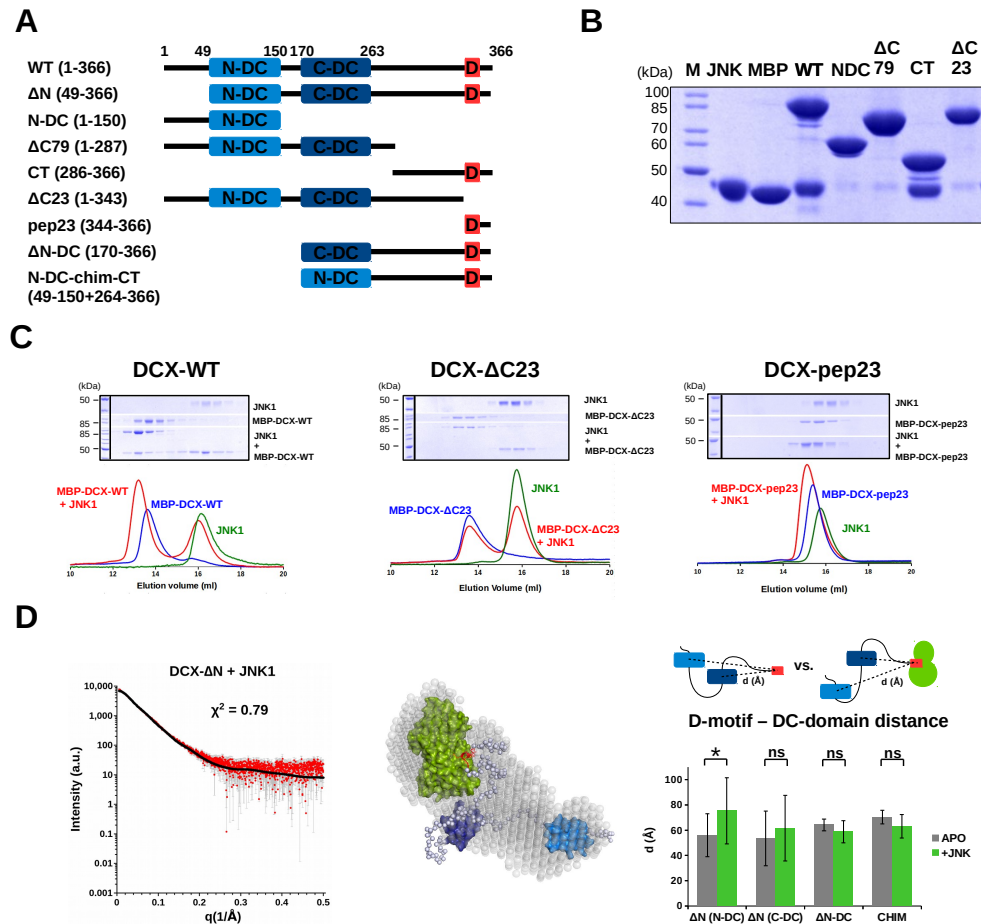 A
1 49 150 170 263 366
WT (1-366) N-DC C-DC D
ΔN (49-366) N-DC C-DC D
N-DC (1-150) N-DC
ΔC79 (1-287) N-DC C-DC
CT (286-366) D
ΔC23 (1-343) N-DC C-DC
pep23 (344-366) D
ΔN-DC (170-366) C-DC D
N-DC-chim-CT N-DC D
(49-150+264-366)
B
ΔC ΔC
(kDa) M JNK MBP WT NDC 79 CT 23
100
85
70
60
50
40
C
DCX-WT
(kDa)
50 JNK1
85 MBP-DCX-WT
85 JNK1
+
50 MBP-DCX-WT
MBP-DCX-WT
+ JNK1
MBP-DCX-WT
JNK1
10 12 14 16 18 20
Elution volume (ml)
DCX-ΔC23
(kDa)
50 JNK1
85 MBP-DCX-ΔC23
85 JNK1
+
50 MBP-DCX-ΔC23
JNK1
MBP-DCX-ΔC23
MBP-DCX-ΔC23
+ JNK1
10 12 14 16 18 20
Elution Volume (ml)
DCX-pep23
(kDa)
50 JNK1
50 MBP-DCX-pep23
JNK1
50 +
MBP-DCX-pep23
MBP-DCX-pep23
+ JNK1
MBP-DCX-pep23
JNK1
10 12 14 16 18 20
Elution volume (ml)
D
DCX-ΔN + JNK1
χ² = 0.79
Intensity (a.u.)
10,000
1,000
100
10
1
0.1
0.01
0.001
0 0.1 0.2 0.3 0.4 0.5
q(1/Å)
vs.
d (Å)
d (Å)
D-motif – DC-domain distance
* ns ns ns
d (Å)
100
80
60
40
20
0
APO
+JNK
ΔN (N-DC) ΔN (C-DC) ΔN-DC CHIM